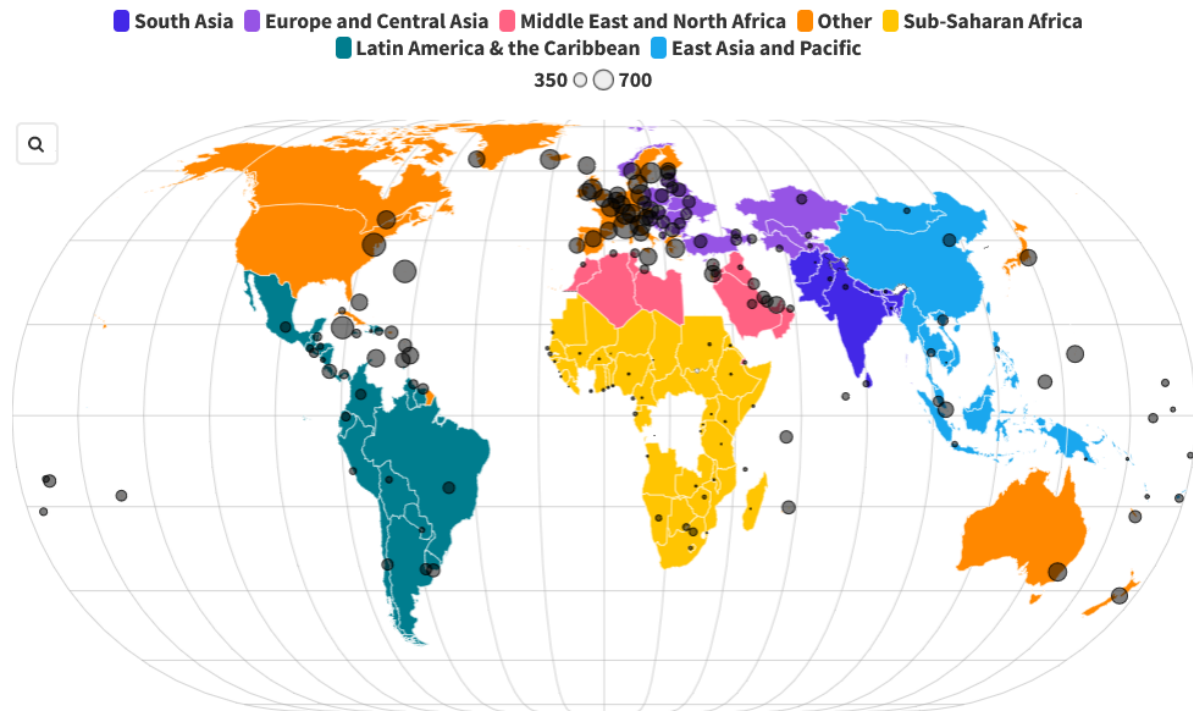 South Asia Europe and Central Asia Middle East and North Africa Other Sub-Saharan Africa
Latin America & the Caribbean East Asia and Pacific
350 700